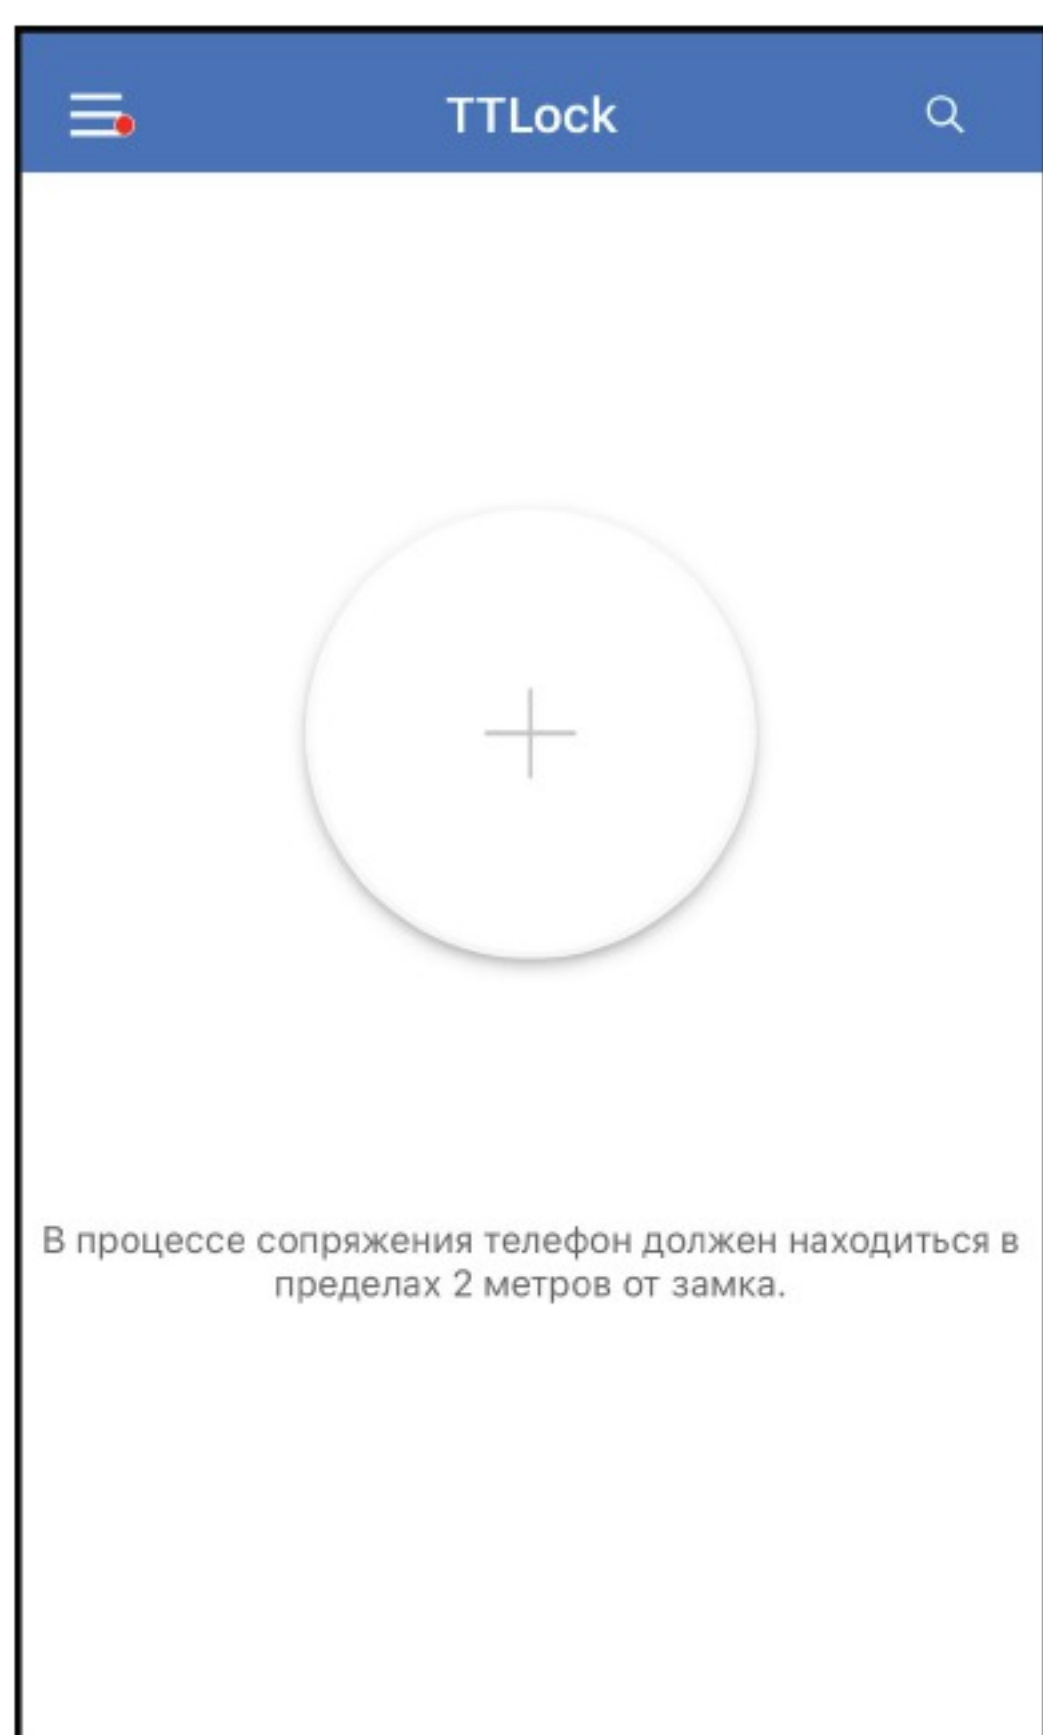 TTLock
В процессе сопряжения телефон должен находиться в
пределах 2 метров от замка.